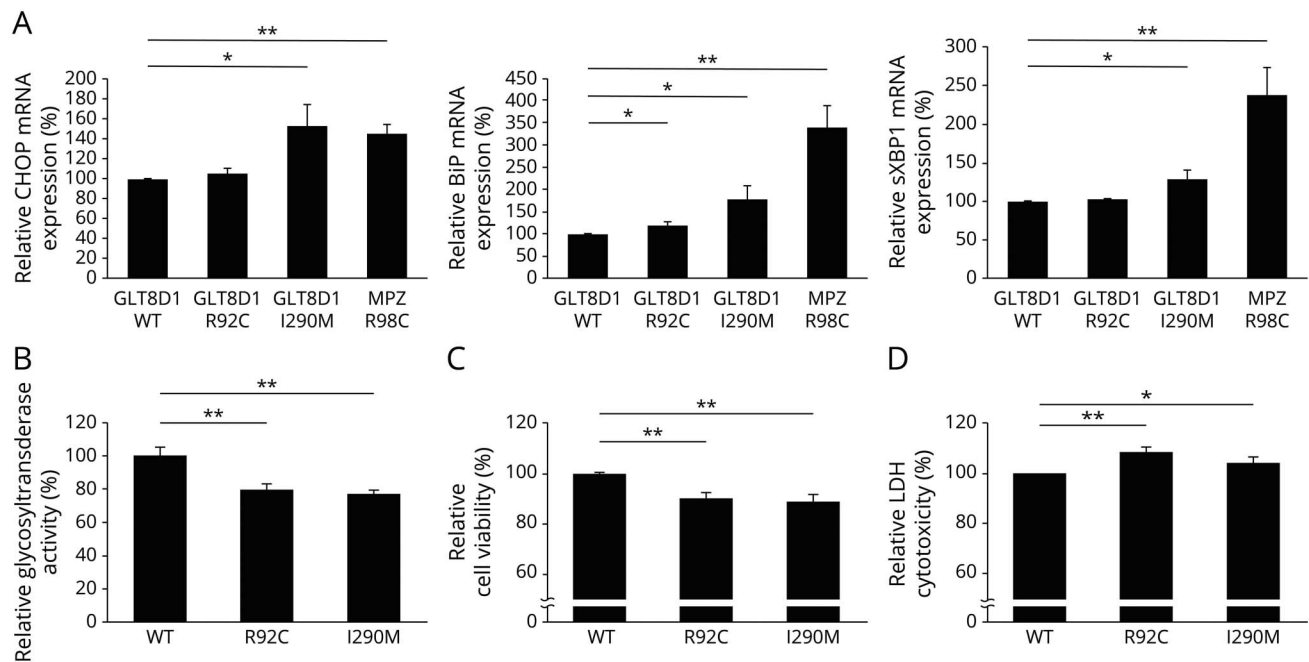 A
Relative CHOP mRNA
expression (%)
200
180
160
140
120
100
80
60
40
20
0
**
*
GLT8D1 GLT8D1 GLT8D1 MPZ
WT R92C I290M R98C
Relative BiP mRNA
expression (%)
450
400
350
300
250
200
150
100
50
0
**
*
*
GLT8D1 GLT8D1 GLT8D1 MPZ
WT R92C I290M R98C
Relative sXBP1 mRNA
expression (%)
300
250
200
150
100
50
0
**
*
GLT8D1 GLT8D1 GLT8D1 MPZ
WT R92C I290M R98C
B
Relative glycosyltransderase
activity (%)
120
100
80
60
40
20
0
**
**
WT R92C I290M
C
Relative
cell viability (%)
120
100
80
60
0
**
**
WT R92C I290M
D
Relative LDH
cytotoxicity (%)
120
100
80
60
0
*
**
WT R92C I290M